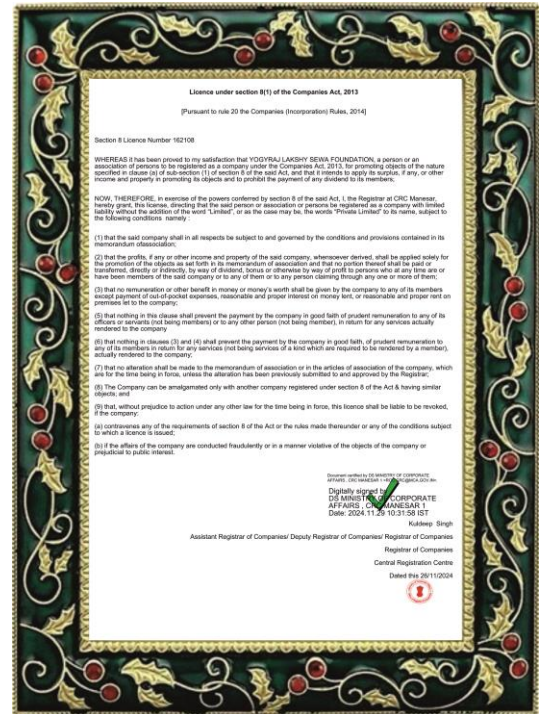 Licence under section 8(1) of the Companies Act, 2013
[Pursuant to rule 20 the Companies (Incorporation) Rules, 2014]
Section 8 Licence Number 162108
WHEREAS it has been proved to my satisfaction that YOGYRAJ LAKSHY SEWA FOUNDATION, a person or an
association of persons to be registered as a company under the Companies Act, 2013, for promoting objects of the nature
specified in clause (a) of sub-section (1) of section 8 of the said Act, and that it intends to apply its surplus, if any, or other
income and property in promoting its objects and to prohibit the payment of any dividend to its members;
NOW, THEREFORE, in exercise of the powers conferred by section 8 of the said Act, I, the Registrar at CRC Manesar,
hereby grant, this license, directing that the said person or association or persons be registered as a company with limited
liability without the addition of the word "Limited", or as the case may be, the words "Private Limited" to its name, subject to
the following conditions namely :
(1) that the said company shall in all respects be subject to and governed by the conditions and provisions contained in its
memorandum ofassociation;
(2) that the profits, if any or other income and property of the said company, whensoever derived, shall be applied solely for
the promotion of the objects as set forth in its memorandum of association and that no portion thereof shall be paid or
transferred, directly or indirectly, by way of dividend, bonus or otherwise by way of profit to persons who at any time are or
have been members of the said company or to any of them or to any person claiming through any one or more of them;
(3) that no remuneration or other benefit in money or money's worth shall be given by the company to any of its members
except payment of out-of-pocket expenses, reasonable and proper interest on money lent, or reasonable and proper rent on
premises let to the company;
(5) that nothing in this clause shall prevent the payment by the company in good faith of prudent remuneration to any of its
officers or servants (not being members) or to any other person (not being member), in return for any services actually
rendered to the company
(6) that nothing in clauses (3) and (4) shall prevent the payment by the company in good faith, of prudent remuneration to
any of its members in return for any services (not being services of a kind which are required to be rendered by a member),
actually rendered to the company;
(7) that no alteration shall be made to the memorandum of association or in the articles of association of the company, which
are for the time being in force, unless the alteration has been previously submitted to and approved by the Registrar;
(8) The Company can be amalgamated only with another company registered under section 8 of the Act & having similar
objects; and
(9) that, without prejudice to action under any other law for the time being in force, this licence shall be liable to be revoked,
if the company:
(a) contravenes any of the requirements of section 8 of the Act or the rules made thereunder or any of the conditions subject
to which a licence is issued;
(b) if the affairs of the company are conducted fraudulently or in a manner violative of the objects of the company or
prejudicial to public interest.
Document certified by DS MINISTRY OF CORPORATE
AFFAIRS , CRC MANESAR 1
Digitally signed by
DS MINISTRY OF CORPORATE
AFFAIRS , CRC MANESAR 1
Date: 2024.11.29 10:31:58 IST
Kuldeep Singh
Assistant Registrar of Companies/ Deputy Registrar of Companies/ Registrar of Companies
Registrar of Companies
Central Registration Centre
Dated this 26/11/2024